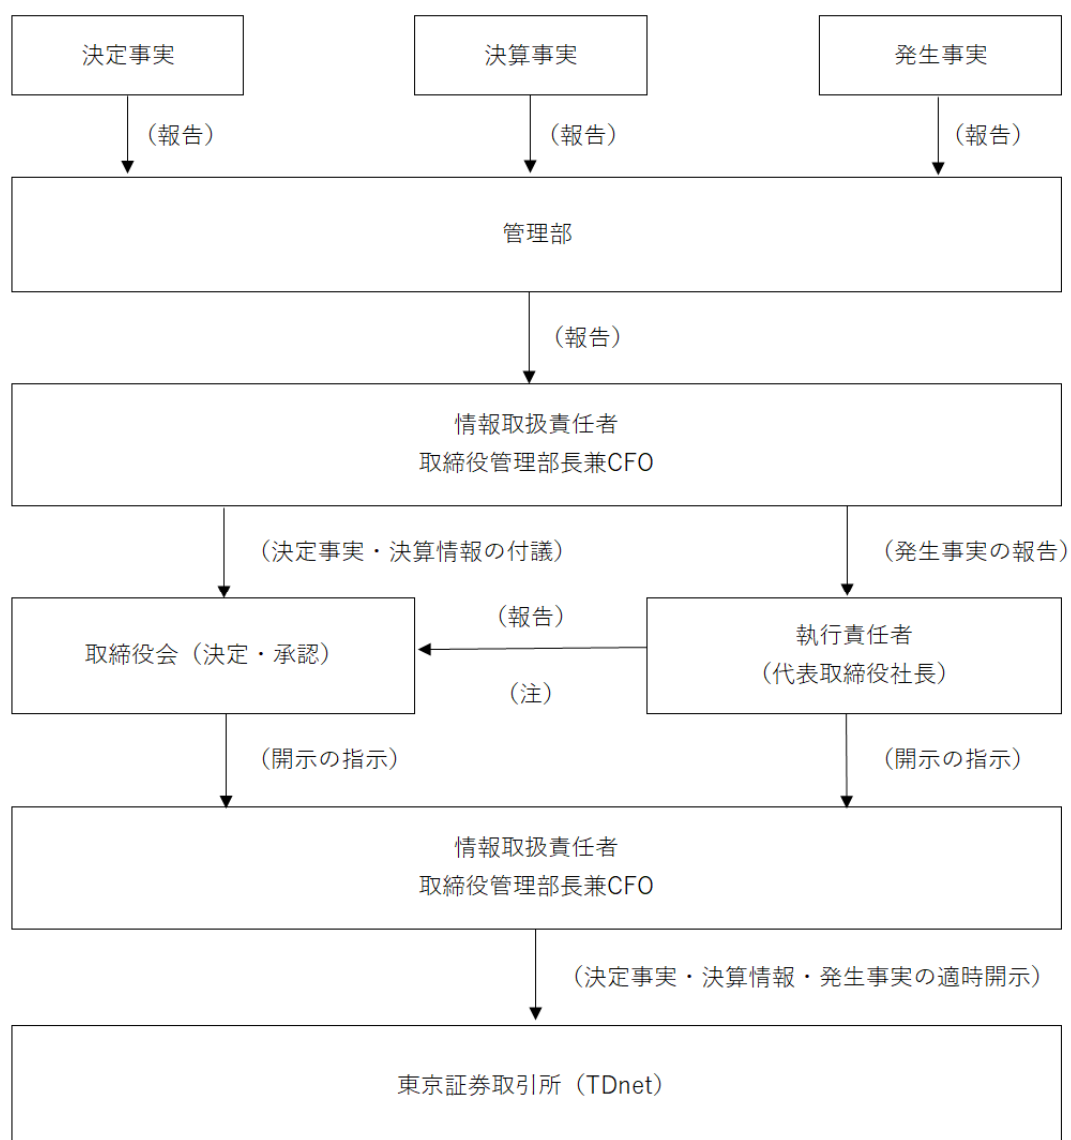 決定事実
決算事実
発生事実
（報告）
（報告）
（報告）
管理部
（報告）
情報取扱責任者
取締役管理部長兼CFO
（決定事実・決算情報の付議）
（発生事実の報告）
取締役会（決定・承認）
（報告）
（注）
執行責任者
（代表取締役社長）
（開示の指示）
（開示の指示）
情報取扱責任者
取締役管理部長兼CFO
（決定事実・決算情報・発生事実の適時開示）
東京証券取引所（TDnet）